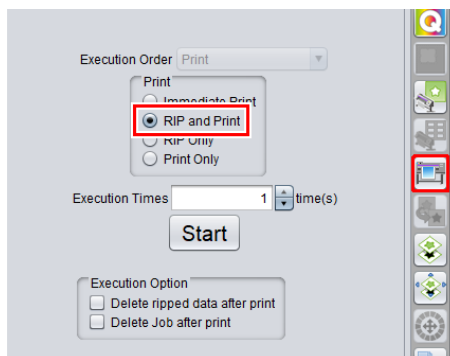 Execution Order Print
Print
Immediate Print
RIP and Print
RIP Only
Print Only
Execution Times 1 time(s)
Start
Execution Option
Delete ripped data after print
Delete Job after print